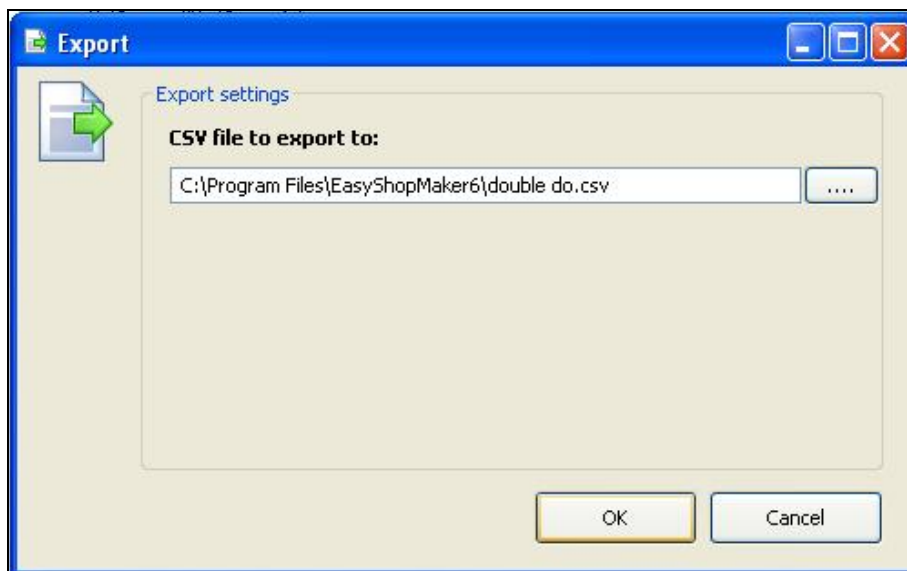 Export
Export settings
CSV file to export to:
C:\Program Files\EasyShopMaker6\double do.csv
....
OK
Cancel